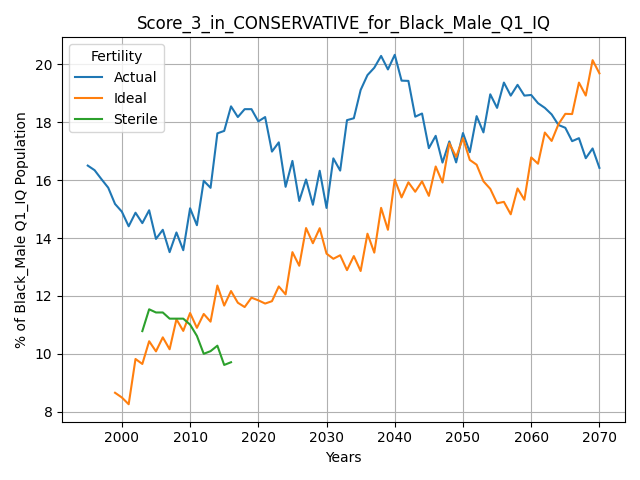 Score_3_in_CONSERVATIVE_for_Black_Male_Q1_IQ
Fertility
Actual
Ideal
Sterile
% of Black_Male Q1_IQ Population
20
18
16
14
12
10
8
2000 2010 2020 2030 2040 2050 2060 2070
Years